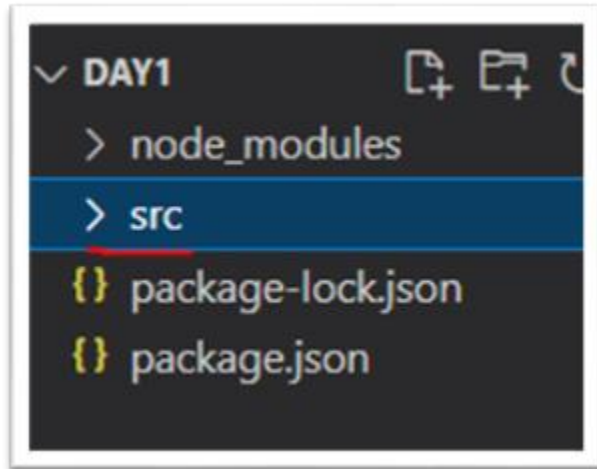 DAY1
node_modules
src
{} package-lock.json
{} package.json